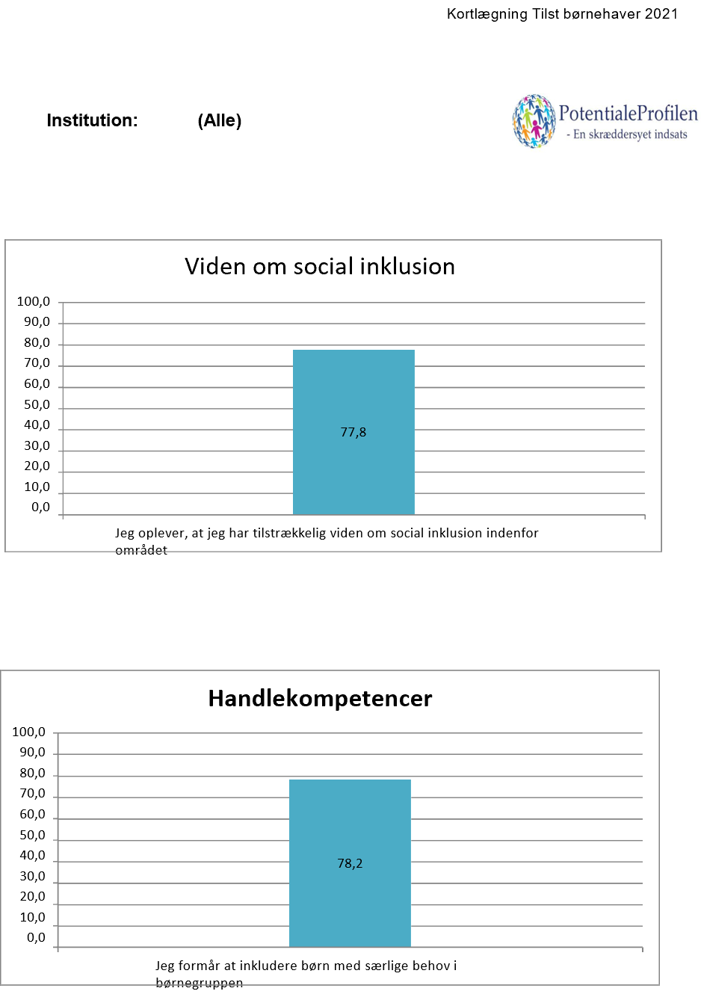 Kortlægning Tilst børnehaver 2021
Institution: (Alle)
PotentialeProfilen
- En skræddersyet indsats
Viden om social inklusion
100,0
90,0
80,0
70,0
60,0
50,0
40,0
30,0
20,0
10,0
0,0
77,8
Jeg oplever, at jeg har tilstrækkelig viden om social inklusion indenfor
området
Handlekompetencer
100,0
90,0
80,0
70,0
60,0
50,0
40,0
30,0
20,0
10,0
0,0
78,2
Jeg formår at inkludere børn med særlige behov i
børnegruppen